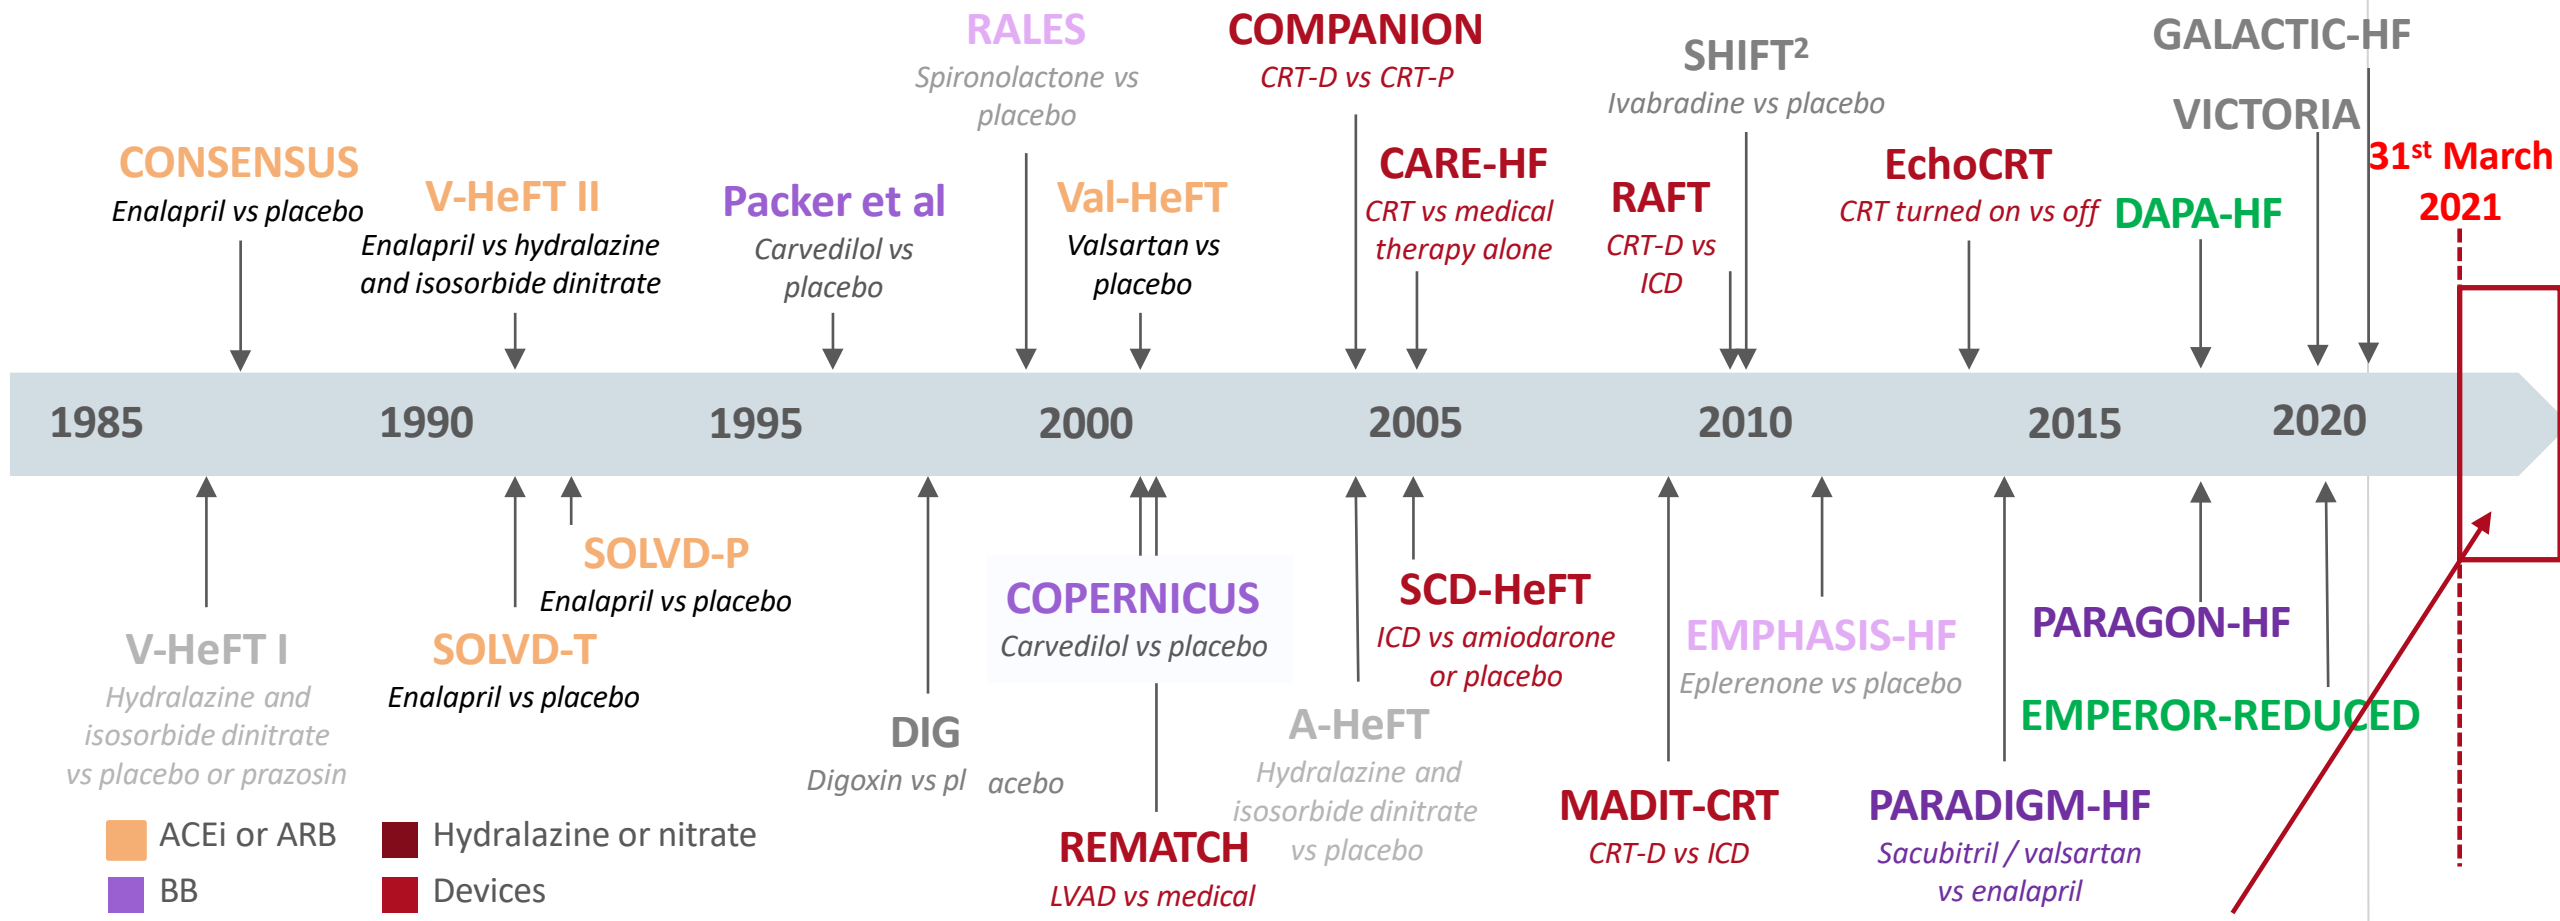 RALES
Spironolactone vs
placebo
COMPANION
CRT-D vs CRT-P
SHIFT²
Ivabradine vs placebo
GALACTIC-HF
VICTORIA
31st March
2021
CONSENSUS
Enalapril vs placebo
V-HeFT II
Enalapril vs hydralazine
and isosorbide dinitrate
Packer et al
Carvedilol vs
placebo
Val-HeFT
Valsartan vs
placebo
CARE-HF
CRT vs medical
therapy alone
RAFT
CRT-D vs
ICD
EchoCRT
CRT turned on vs off
DAPA-HF
1985
1990
1995
2000
2005
2010
2015
2020
V-HeFT I
Hydralazine and
isosorbide dinitrate
vs placebo or prazosin
SOLVD-T
Enalapril vs placebo
SOLVD-P
Enalapril vs placebo
DIG
Digoxin vs pl acebo
COPERNICUS
Carvedilol vs placebo
REMATCH
LVAD vs medical
A-HeFT
Hydralazine and
isosorbide dinitrate
vs placebo
SCD-HeFT
ICD vs amiodarone
or placebo
MADIT-CRT
CRT-D vs ICD
EMPHASIS-HF
Eplerenone vs placebo
PARADIGM-HF
Sacubitril / valsartan
vs enalapril
PARAGON-HF
EMPEROR-REDUCED
ACEi or ARB
Hydralazine or nitrate
BB
Devices